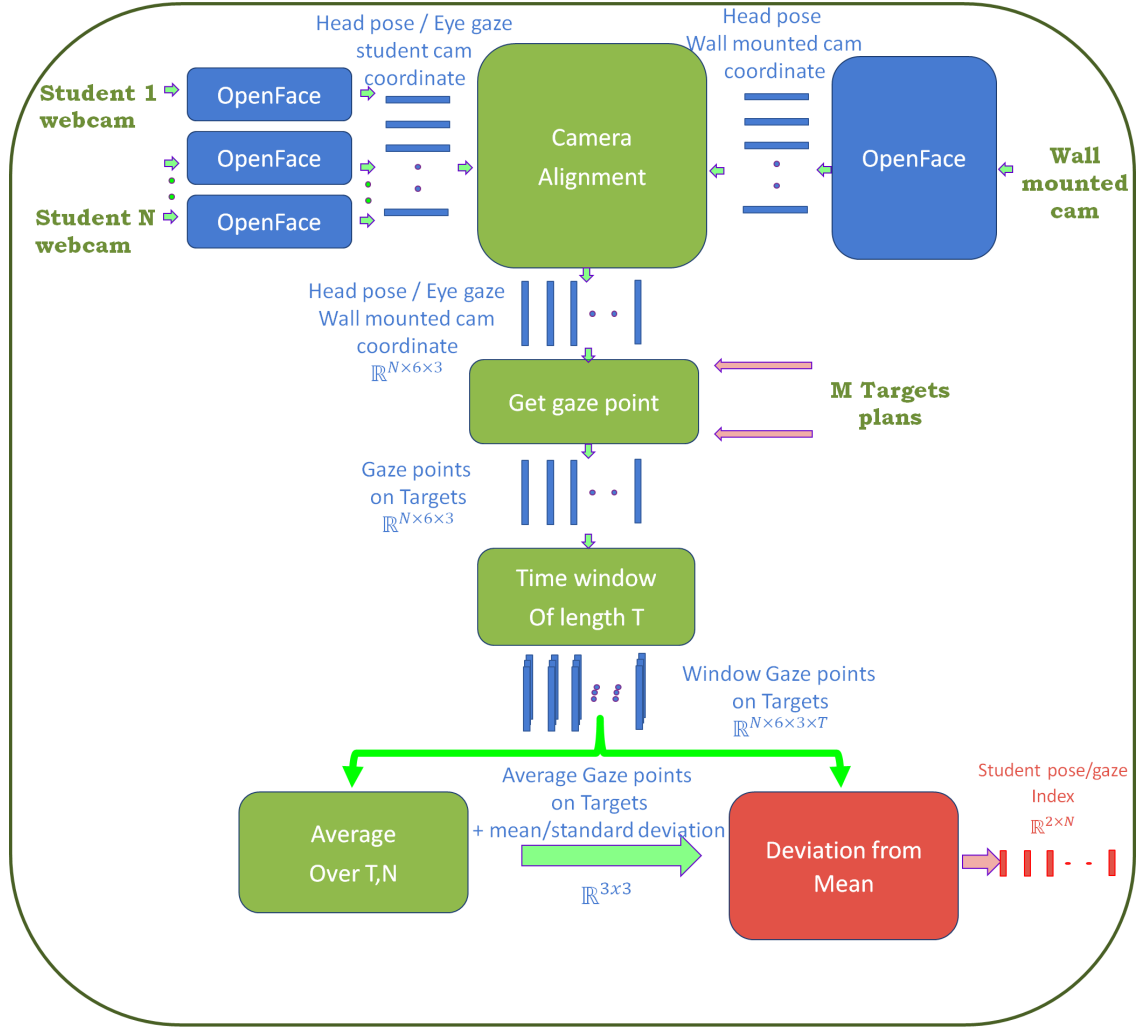 Head pose / Eye gaze
student cam
coordinate
Head pose
Wall mounted cam
coordinate
Student 1
webcam
OpenFace
OpenFace
Student N
webcam
OpenFace
Camera
Alignment
OpenFace
Wall
mounted
cam
Head pose / Eye gaze
Wall mounted cam
coordinate
ℝ^{N×6×3}
Get gaze point
M Targets
plans
Gaze points
on Targets
ℝ^{N×6×3}
Time window
Of length T
Window Gaze points
on Targets
ℝ^{N×6×3×T}
Average Gaze points
on Targets
+ mean/standard deviation
ℝ^{3x3}
Average
Over T,N
Deviation from
Mean
Student pose/gaze
Index
ℝ^{2×N}